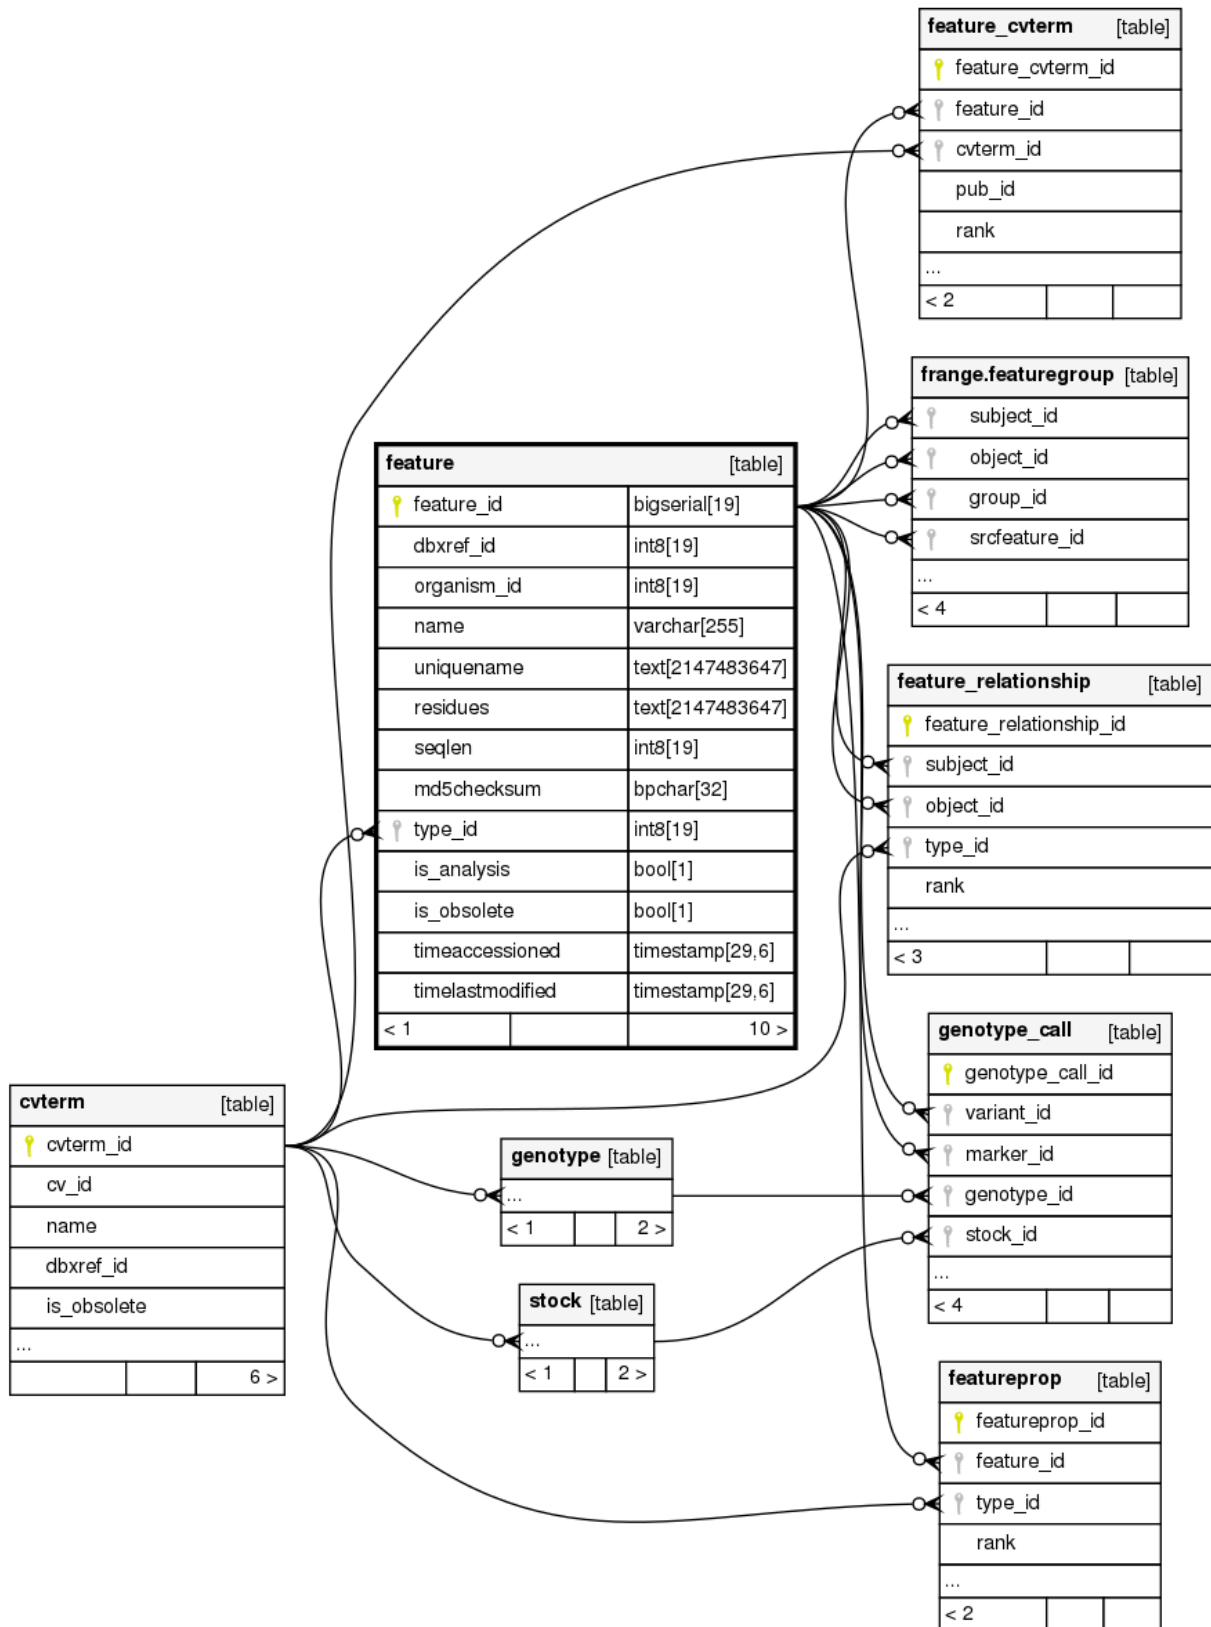 feature_cvterm [table]
feature_cvterm_id
feature_id
cvterm_id
pub_id
rank
...
< 2
frange.featuregroup [table]
subject_id
object_id
group_id
srcfeature_id
...
< 4
feature [table]
feature_id bigserial[19]
dbxref_id int8[19]
organism_id int8[19]
name varchar[255]
uniquename text[2147483647]
residues text[2147483647]
seqlen int8[19]
md5checksum bpchar[32]
type_id int8[19]
is_analysis bool[1]
is_obsolete bool[1]
timeaccessioned timestamp[29,6]
timelastmodified timestamp[29,6]
< 1 10 >
feature_relationship [table]
feature_relationship_id
subject_id
object_id
type_id
rank
...
< 3
cvterm [table]
cvterm_id
cv_id
name
dbxref_id
is_obsolete
...
6 >
genotype [table]
...
< 1 2 >
stock [table]
...
< 1 2 >
genotype_call [table]
genotype_call_id
variant_id
marker_id
genotype_id
stock_id
...
< 4
featureprop [table]
featureprop_id
feature_id
type_id
rank
...
< 2